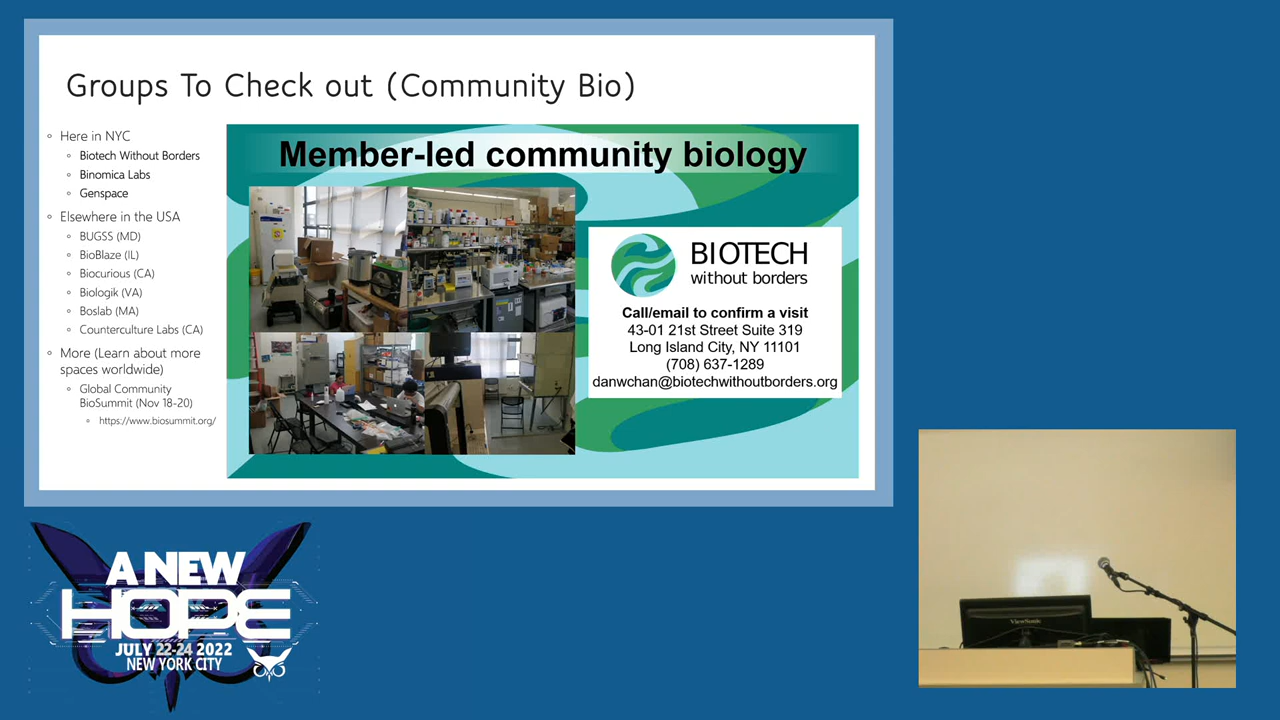 Groups To Check out (Community Bio)
Here in NYC
Biotech Without Borders
Binomica Labs
Genspace
Elsewhere in the USA
BUGSS (MD)
BioBlaze (IL)
Biocurious (CA)
Biologik (VA)
Boslab (MA)
Counterculture Labs (CA)
More (Learn about more
spaces worldwide)
Global Community
BioSummit (Nov 18-20)
https://www.biosummit.org/
Member-led community biology
BIOTECH
without borders
Call/email to confirm a visit
43-01 21st Street Suite 319
Long Island City, NY 11101
(708) 637-1289
danwchan@biotechwithoutborders.org
A NEW
HOPE
JULY 22-24 2022
NEW YORK CITY
ViewSonic